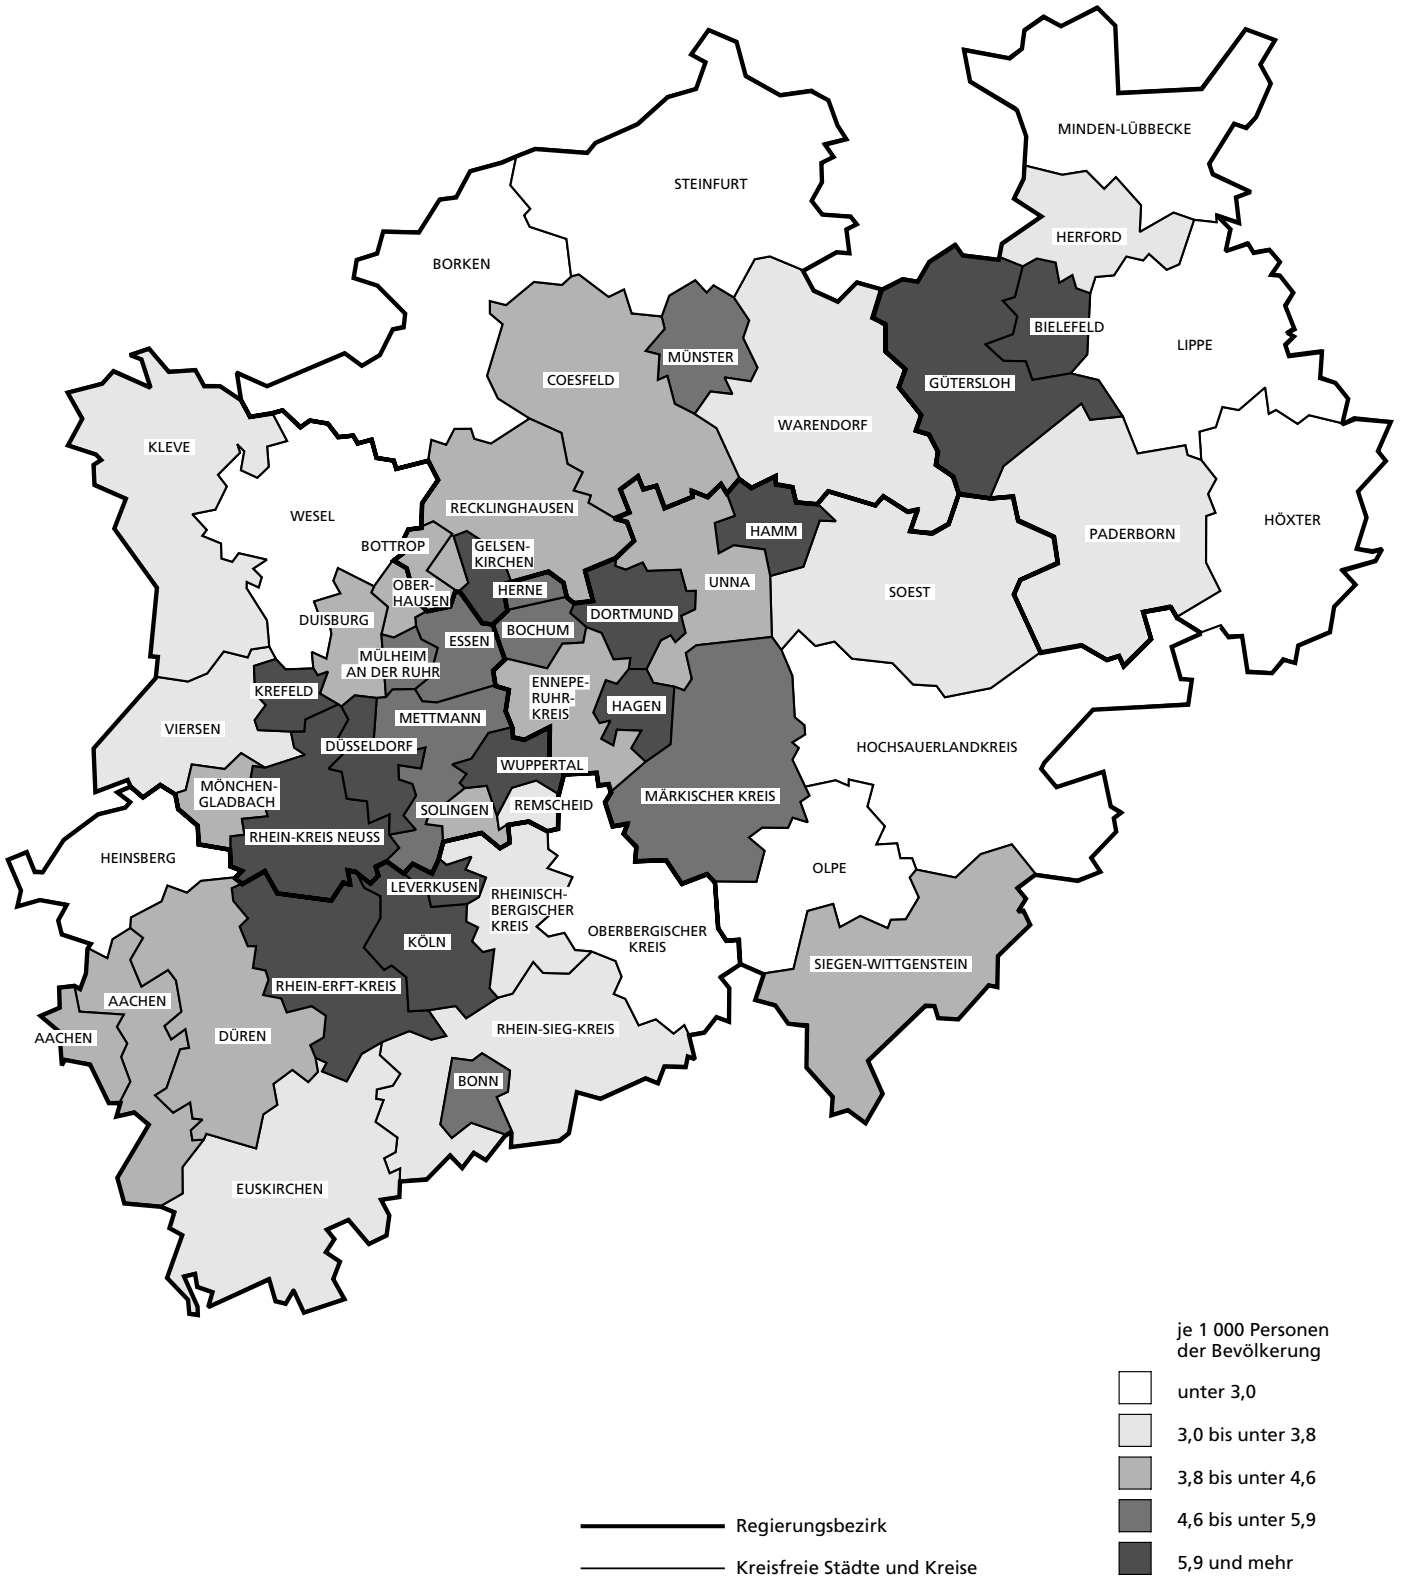 MINDEN-LÜBBECKE
STEINFURT
HERFORD
BORKEN
BIELEFELD
LIPPE
MÜNSTER
COESFELD
GÜTERSLOH
WARENDORF
KLEVE
RECKLINGHAUSEN
WESEL
HÖXTER
HAMM
PADERBORN
BOTTROP
GELSEN-
KIRCHEN
UNNA
OBER-
HAUSEN
HERNE
SOEST
DORTMUND
DUISBURG
BOCHUM
ESSEN
MÜLHEIM
AN DER RUHR
KREFELD
ENNEPE-
RUHR-
KREIS
HAGEN
METTMANN
VIERSEN
DÜSSELDORF
HOCHSAUERLANDKREIS
WUPPERTAL
MÖNCHEN-
GLADBACH
MÄRKISCHER KREIS
REMSCHEID
SOLINGEN
RHEIN-KREIS NEUSS
HEINSBERG
OLPE
LEVERKUSEN
RHEINISCH-
BERGISCHER
KREIS
OBERBERGISCHER
KREIS
KÖLN
SIEGEN-WITTGENSTEIN
RHEIN-ERFT-KREIS
AACHEN
RHEIN-SIEG-KREIS
AACHEN
DÜREN
BONN
EUSKIRCHEN
je 1 000 Personen
der Bevölkerung
unter 3,0
3,0 bis unter 3,8
3,8 bis unter 4,6
4,6 bis unter 5,9
5,9 und mehr
Regierungsbezirk
Kreisfreie Städte und Kreise